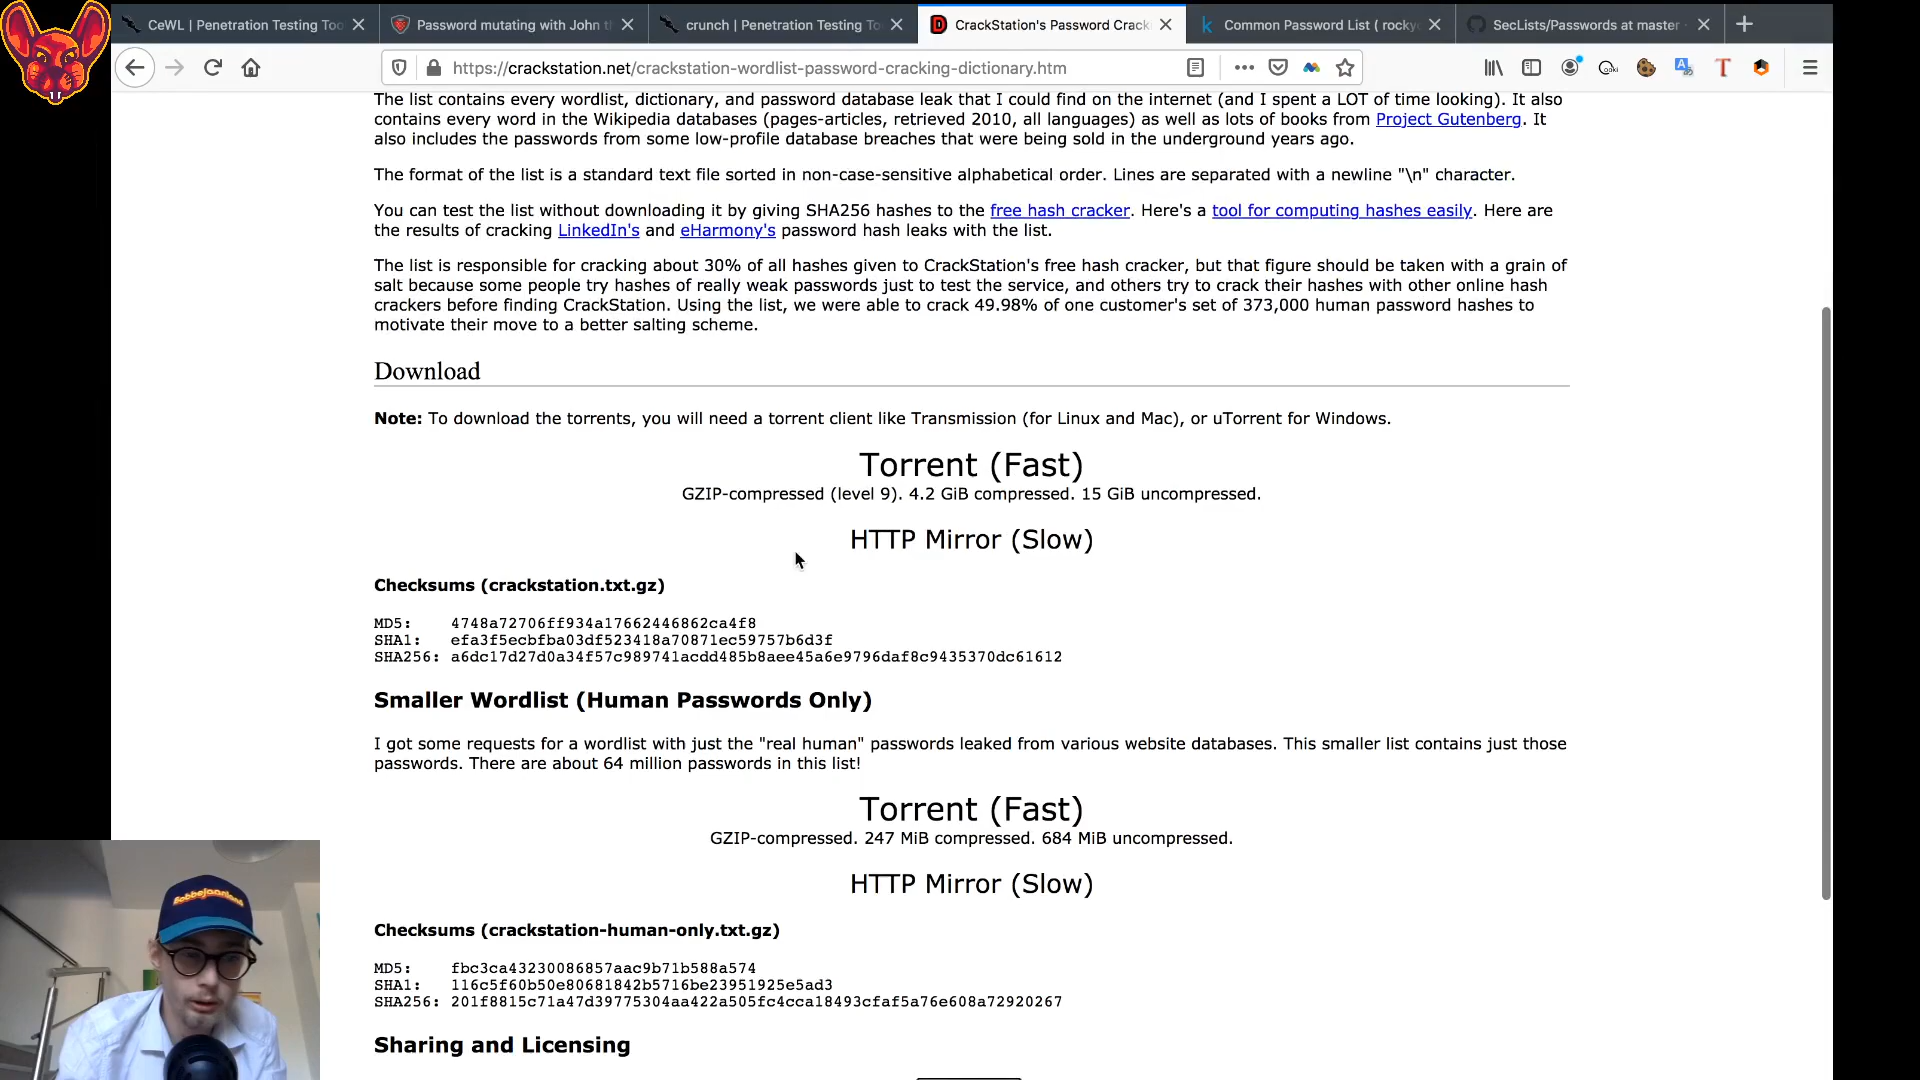 CeWL | Penetration Testing Too
Password mutating with John th
crunch | Penetration Testing To
CrackStation's Password Crack
Common Password List ( rocky
SecLists/Passwords at master
https://crackstation.net/crackstation-wordlist-password-cracking-dictionary.htm
The list contains every wordlist, dictionary, and password database leak that I could find on the internet (and I spent a LOT of time looking). It also
contains every word in the Wikipedia databases (pages-articles, retrieved 2010, all languages) as well as lots of books from Project Gutenberg. It
also includes the passwords from some low-profile database breaches that were being sold in the underground years ago.
The format of the list is a standard text file sorted in non-case-sensitive alphabetical order. Lines are separated with a newline "\n" character.
You can test the list without downloading it by giving SHA256 hashes to the free hash cracker. Here's a tool for computing hashes easily. Here are
the results of cracking LinkedIn's and eHarmony's password hash leaks with the list.
The list is responsible for cracking about 30% of all hashes given to CrackStation's free hash cracker, but that figure should be taken with a grain of
salt because some people try hashes of really weak passwords just to test the service, and others try to crack their hashes with other online hash
crackers before finding CrackStation. Using the list, we were able to crack 49.98% of one customer's set of 373,000 human password hashes to
motivate their move to a better salting scheme.
Download
Note: To download the torrents, you will need a torrent client like Transmission (for Linux and Mac), or uTorrent for Windows.
Torrent (Fast)
GZIP-compressed (level 9). 4.2 GiB compressed. 15 GiB uncompressed.
HTTP Mirror (Slow)
Checksums (crackstation.txt.gz)
MD5: 4748a72706ff934a17662446862ca4f8
SHA1: efa3f5ecbfba03df523418a70871ec59757b6d3f
SHA256: a6dc17d27d0a34f57c989741acdd485b8aee45a6e9796daf8c9435370dc61612
Smaller Wordlist (Human Passwords Only)
I got some requests for a wordlist with just the "real human" passwords leaked from various website databases. This smaller list contains just those
passwords. There are about 64 million passwords in this list!
Torrent (Fast)
GZIP-compressed. 247 MiB compressed. 684 MiB uncompressed.
HTTP Mirror (Slow)
Checksums (crackstation-human-only.txt.gz)
MD5: fbc3ca43230086857aac9b71b588a574
SHA1: 116c5f60b50e80681842b5716be23951925e5ad3
SHA256: 201f8815c71a47d39775304aa422a505fc4cca18493cfaf5a76e608a72920267
Sharing and Licensing